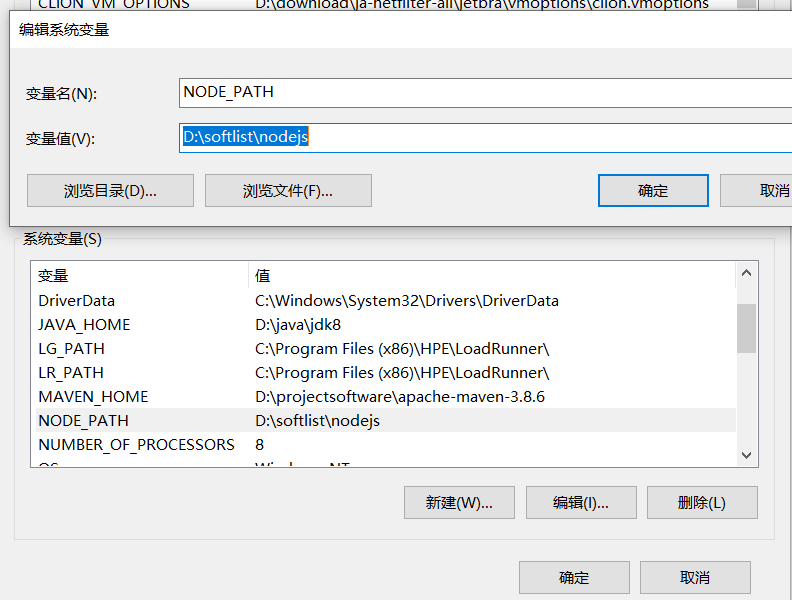 CLION_VM_OPTIONS D:\download\ja-netfilter-all\jetbra\vmoptions\clion.vmoptions
编辑系统变量
变量名(N): NODE_PATH
变量值(V): D:\softlist\nodejs
浏览目录(D)... 浏览文件(F)... 确定 取消
系统变量(S)
变量 值
DriverData C:\Windows\System32\Drivers\DriverData
JAVA_HOME D:\java\jdk8
LG_PATH C:\Program Files (x86)\HPE\LoadRunner\
LR_PATH C:\Program Files (x86)\HPE\LoadRunner\
MAVEN_HOME D:\projectsoftware\apache-maven-3.8.6
NODE_PATH D:\softlist\nodejs
NUMBER_OF_PROCESSORS 8
OS Windows_NT
新建(W)... 编辑(I)... 删除(L)
确定 取消